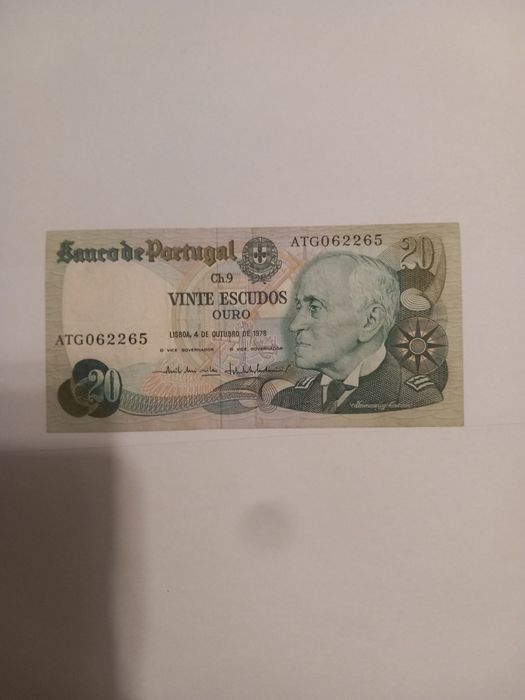 Banco de Portugal
ATG062265
20
Ch.9
VINTE ESCUDOS
OURO
ATG062265
LISBOA, 4 DE OUTUBRO DE 1978
O VICE GOVERNADOR O VICE GOVERNADOR
20